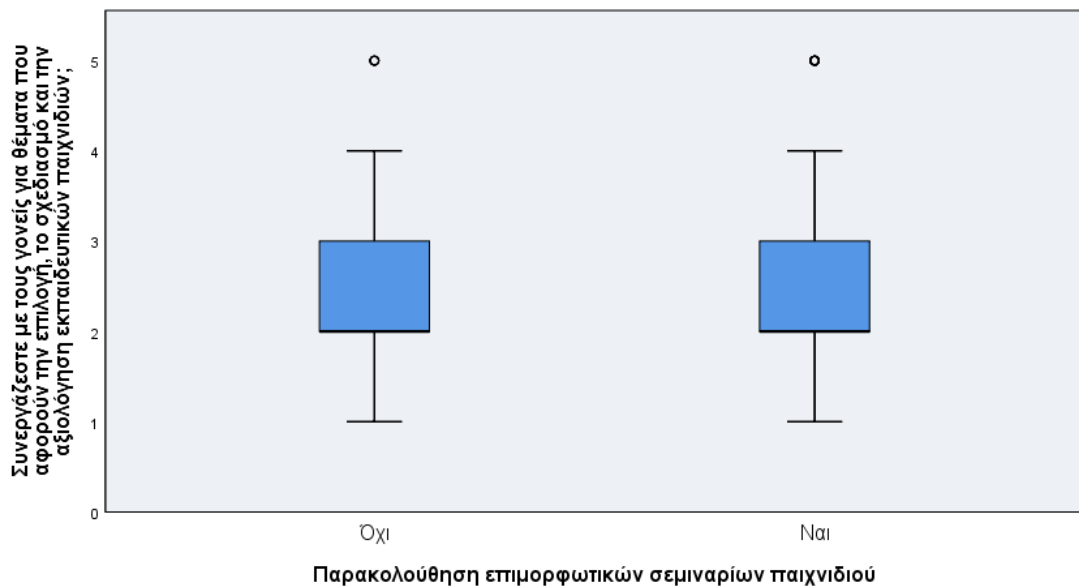 Συνεργάζεστε με τους γονείς για θέματα που
αφορούν την επιλογή, το σχεδιασμό και την
αξιολόγηση εκπαιδευτικών παιχνιδιών;
5
4
3
2
1
0
Όχι
Ναι
Παρακολούθηση επιμορφωτικών σεμιναρίων παιχνιδιού